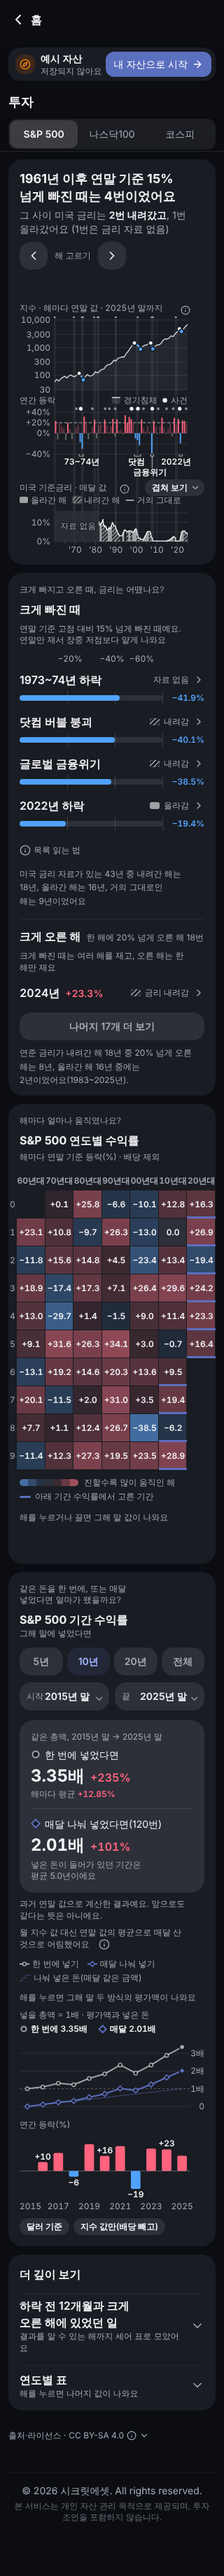 홈
예시 자산
저장되지 않아요
내 자산으로 시작 →
투자
S&P 500
나스닥100
코스피
1961년 이후 연말 기준 15%
넘게 빠진 때는 4번이었어요
그 사이 미국 금리는 2번 내려갔고, 1번
올라갔어요 (1번은 금리 자료 없음)
해 고르기
지수 · 해마다 연말 값 · 2025년 말까지
10,000
3,000
1,000
300
100
30
연간 등락
경기침체
사건
+40%
+20%
0%
−40%
73~74년
닷컴
2022년
금융위기
미국 기준금리 · 매달 값
겹쳐 보기
올라간 해
내려간 해
거의 그대로
10%
자료 없음
0%
'70 '80 '90 '00 '10 '20
크게 빠지고 오른 때, 금리는 어땠나요?
크게 빠진 때
연말 기준 고점 대비 15% 넘게 빠진 때예요.
연말만 재서 장중 저점보다 얕게 나와요
−20%
−40%
−60%
1973~74년 하락
자료 없음
−41.9%
닷컴 버블 붕괴
내려감
−40.1%
글로벌 금융위기
내려감
−38.5%
2022년 하락
올라감
−19.4%
목록 읽는 법
미국 금리 자료가 있는 43년 중 내려간 해는
18년, 올라간 해는 16년, 거의 그대로인
해는 9년이었어요
크게 오른 해
한 해에 20% 넘게 오른 해 18번
크게 빠진 때는 여러 해를 재고, 오른 해는 한
해만 재요
2024년 +23.3%
금리 내려감
나머지 17개 더 보기
연준 금리가 내려간 해 18년 중 20% 넘게 오른
해는 8년, 올라간 해 16년 중에는
2년이었어요(1983~2025년).
해마다 얼마나 움직였나요?
S&P 500 연도별 수익률
해마다 연말 기준 등락(%) · 배당 제외
60년대 70년대 80년대 90년대 00년대 10년대 20년대
0 +0.1 +25.8 −6.6 −10.1 +12.8 +16.3
1 +23.1 +10.8 −9.7 +26.3 −13.0 0.0 +26.9
2 −11.8 +15.6 +14.8 +4.5 −23.4 +13.4 −19.4
3 +18.9 −17.4 +17.3 +7.1 +26.4 +29.6 +24.2
4 +13.0 −29.7 +1.4 −1.5 +9.0 +11.4 +23.3
5 +9.1 +31.6 +26.3 +34.1 +3.0 −0.7 +16.4
6 −13.1 +19.2 +14.6 +20.3 +13.6 +9.5
7 +20.1 −11.5 +2.0 +31.0 +3.5 +19.4
8 +7.7 +1.1 +12.4 +26.7 −38.5 −6.2
9 −11.4 +12.3 +27.3 +19.5 +23.5 +28.9
진할수록 많이 움직인 해
아래 기간 수익률에서 고른 기간
해를 누르거나 끌면 그해 말 값이 나와요
같은 돈을 한 번에, 또는 매달
넣었다면 얼마가 됐을까요?
S&P 500 기간 수익률
그해 말에 넣었다면
5년
10년
20년
전체
시작 2015년 말
끝 2025년 말
같은 총액, 2015년 말 → 2025년 말
한 번에 넣었다면
3.35배 +235%
해마다 평균 +12.85%
매달 나눠 넣었다면(120번)
2.01배 +101%
넣은 돈이 들어가 있던 기간은
평균 5.0년이에요
과거 연말 값으로 계산한 결과예요. 앞으로도
같다는 뜻은 아니에요.
월 지수 값 대신 연말 값의 평균으로 매달 산
것으로 어림했어요
한 번에 넣기
매달 나눠 넣기
나눠 넣은 돈(매달 같은 금액)
해를 누르면 그해 말 두 방식의 평가액이 나와요
넣을 총액 = 1배 · 평가액과 넣은 돈
한 번에 3.35배
매달 2.01배
3배
2배
1배
0
연간 등락(%)
+10
−6
+16
−19
+23
2015 2017 2019 2021 2023 2025
달러 기준
지수 값만(배당 빼고)
더 깊이 보기
하락 전 12개월과 크게
오른 해에 있었던 일
결과를 알 수 있는 해까지 세어 표로 모았어
요
연도별 표
해를 누르면 나머지 값이 나와요
출처·라이선스 · CC BY-SA 4.0
© 2026 시크릿에셋. All rights reserved.
본 서비스는 개인 자산 관리 목적으로 제공되며, 투자
조언을 포함하지 않습니다.